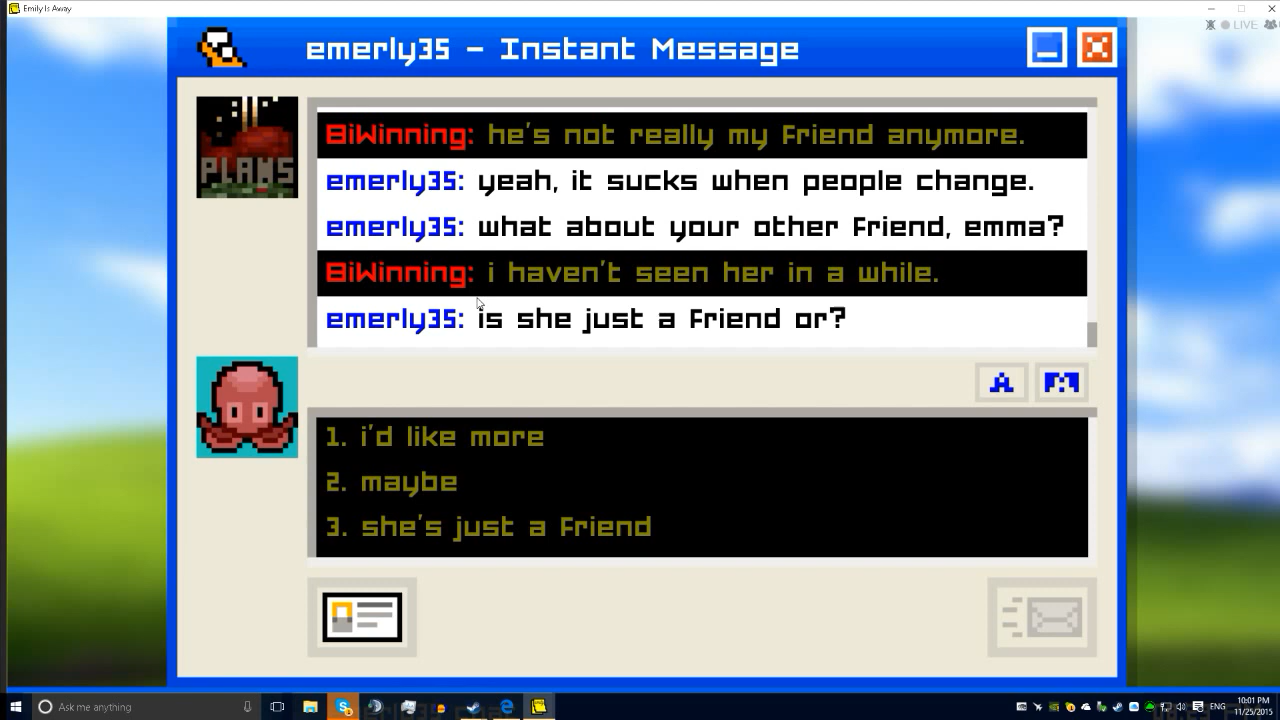 Emily Is Away
LIVE
emerly35 - Instant Message
PLANS
BiWinning: he's not really my friend anymore.
emerly35: yeah, it sucks when people change.
emerly35: what about your other friend, emma?
BiWinning: i haven't seen her in a while.
emerly35: is she just a friend or?
A
1. i'd like more
2. maybe
3. she's just a friend
Ask me anything
ENG
10:01 PM
11/25/2015